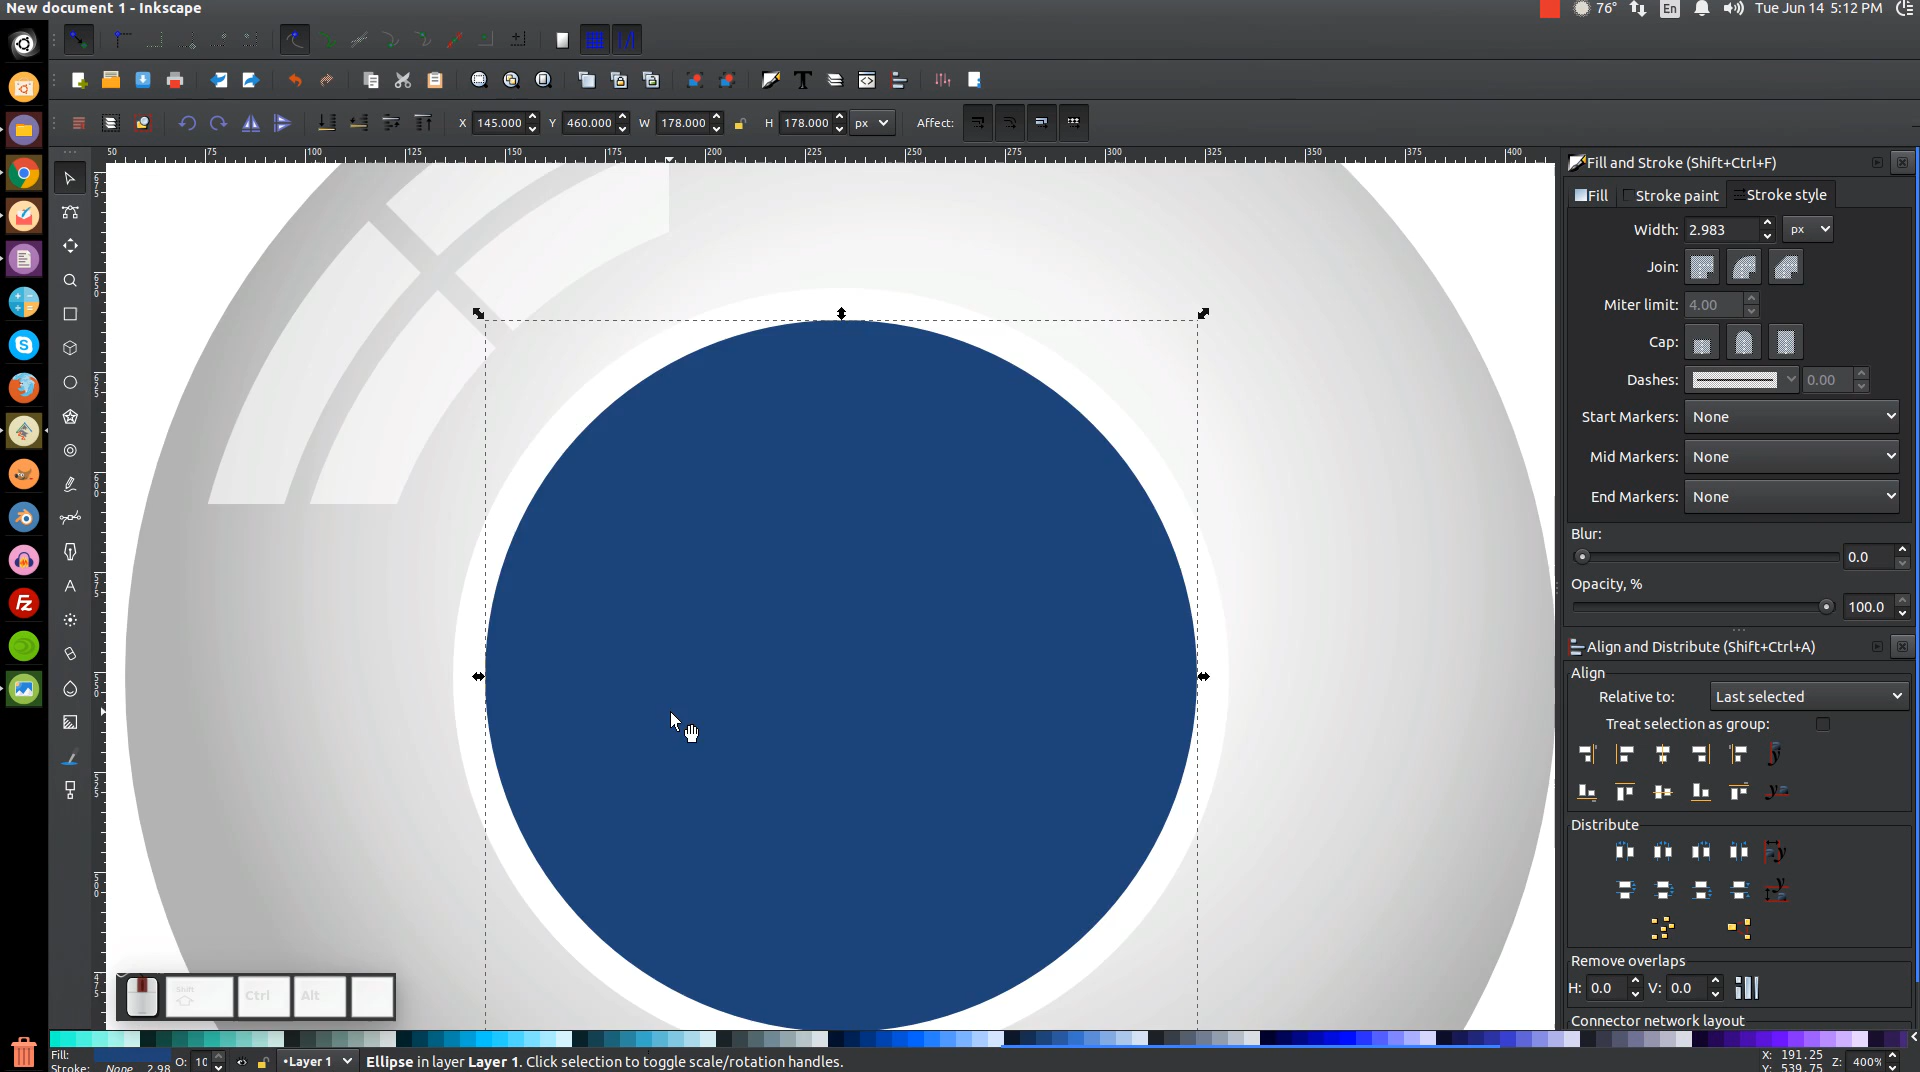 New document 1 - Inkscape
76°
En
Tue Jun 14 5:12 PM
X 145.000
Y 460.000
W 178.000
H 178.000
px
Affect:
50 75 100 125 150 175 200 225 250 275 300 325 350 375 400
Fill and Stroke (Shift+Ctrl+F)
Fill
Stroke paint
Stroke style
Width: 2.983 px
Join:
Miter limit: 4.00
Cap:
Dashes: 0.00
Start Markers: None
Mid Markers: None
End Markers: None
Blur:
0.0
Opacity, %
100.0
Align and Distribute (Shift+Ctrl+A)
Align
Relative to: Last selected
Treat selection as group:
Distribute
Remove overlaps
H: 0.0 V: 0.0
Connector network layout
Shift
Ctrl
Alt
Fill:
Stroke: None 2.98
O: 10
•Layer 1
Ellipse in layer Layer 1. Click selection to toggle scale/rotation handles.
X: 191.25
Y: 539.75
Z: 400%